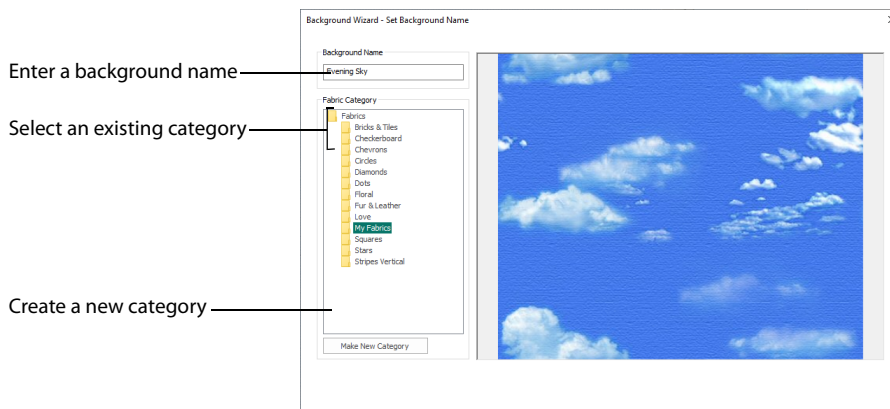 Background Wizard - Set Background Name
Background Name
Enter a background name
Evening Sky
Fabric Category
Select an existing category
Fabrics
Bricks & Tiles
Checkerboard
Chevrons
Circles
Diamonds
Dots
Floral
Fur & Leather
Love
My Fabrics
Squares
Stars
Stripes Vertical
Create a new category
Make New Category